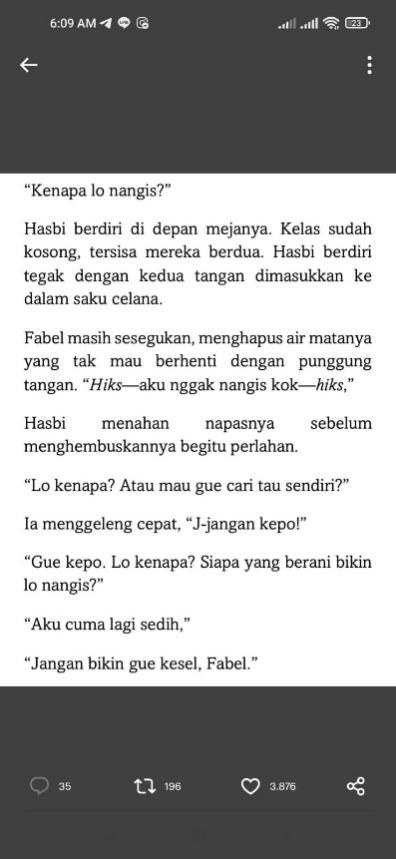 6:09 AM
23
“Kenapa lo nangis?”
Hasbi berdiri di depan mejanya. Kelas sudah
kosong, tersisa mereka berdua. Hasbi berdiri
tegak dengan kedua tangan dimasukkan ke
dalam saku celana.
Fabel masih sesegukan, menghapus air matanya
yang tak mau berhenti dengan punggung
tangan. “Hiks—aku nggak nangis kok—hiks,”
Hasbi menahan napasnya sebelum
menghembuskannya begitu perlahan.
“Lo kenapa? Atau mau gue cari tau sendiri?”
Ia menggeleng cepat, “J-jangan kepo!”
“Gue kepo. Lo kenapa? Siapa yang berani bikin
lo nangis?”
“Aku cuma lagi sedih,”
“Jangan bikin gue kesel, Fabel.”
35 196 3.876